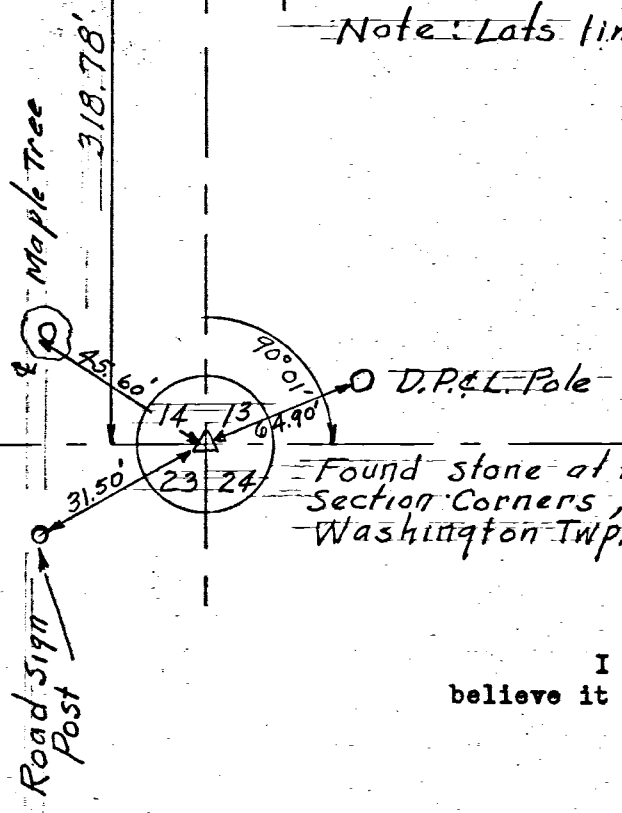 Note: Lots
318.78'
Maple Tree
45.60'
90°01'
D.P.&L. Pole
14 13
64.90'
23 24
31.50'
Found stone at
Section Corners,
Washington Twp.
Road Sign
Post
I
believe it